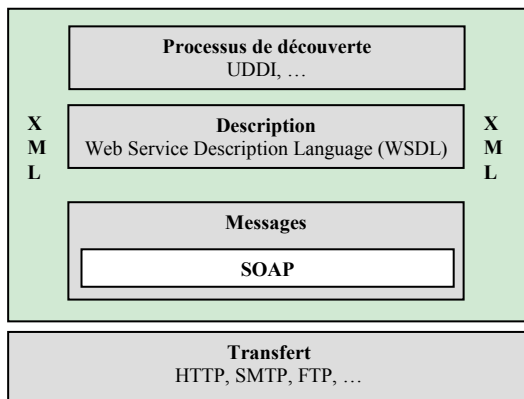 Processus de découverte
UDDI, …
X
M
L
Description
Web Service Description Language (WSDL)
X
M
L
Messages
SOAP
Transfert
HTTP, SMTP, FTP, …